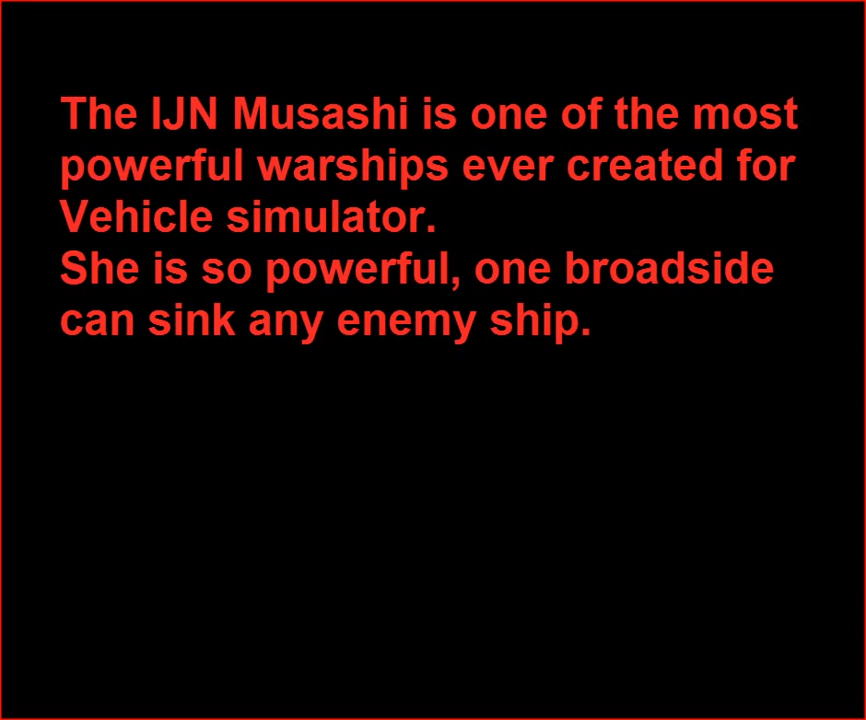 The IJN Musashi is one of the most
powerful warships ever created for
Vehicle simulator.
She is so powerful, one broadside
can sink any enemy ship.